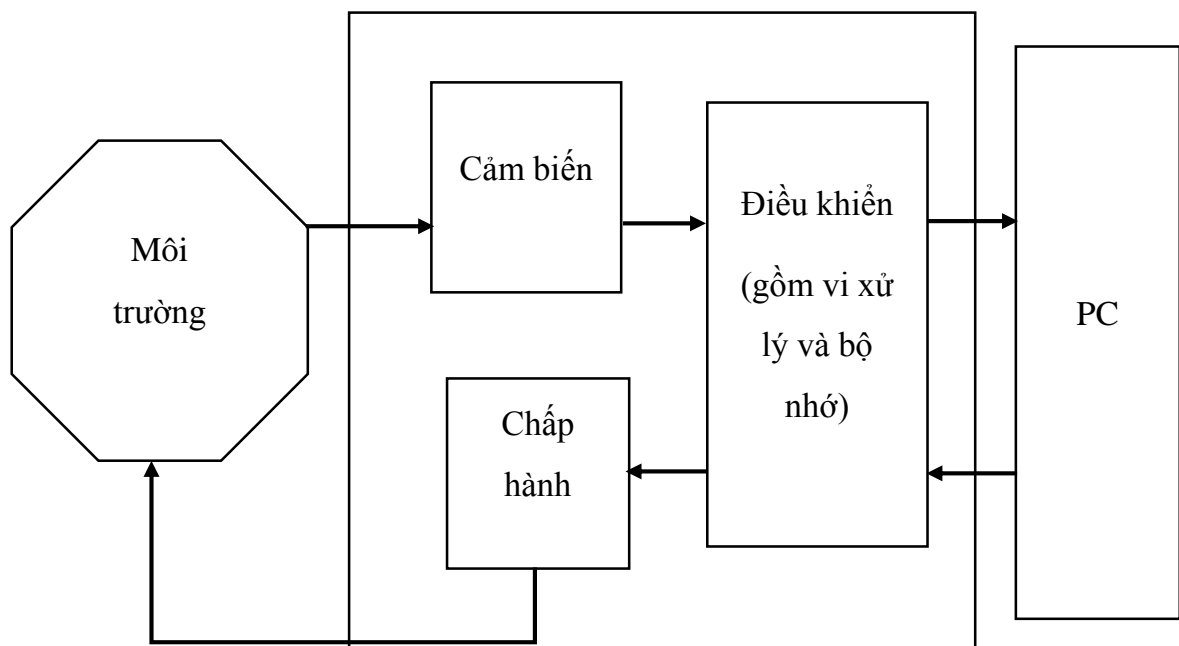 Môi
trường
Cảm biến
Chấp
hành
Điều khiển
(gồm vi xử
lý và bộ
nhớ)
PC